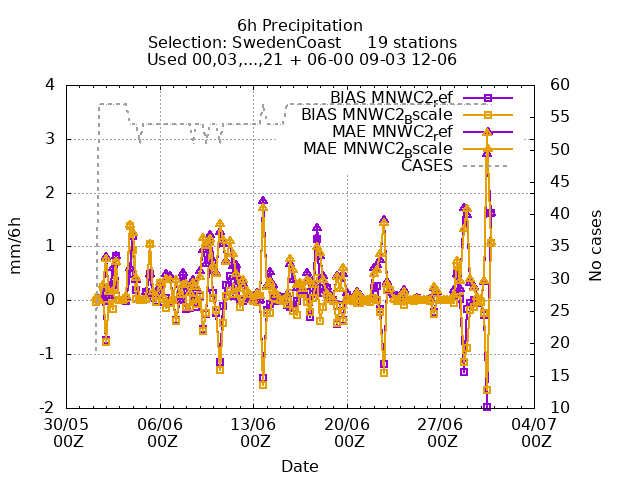 6h Precipitation
Selection: SwedenCoast 19 stations
Used 00,03,...,21 + 06-00 09-03 12-06
4
3
2
1
0
-1
-2
60
55
50
45
40
35
30
25
20
15
10
mm/6h
No cases
BIAS MNWC2_ref
BIAS MNWC2_Bscale
MAE MNWC2_ref
MAE MNWC2_Bscale
CASES
30/05 06/06 13/06 20/06 27/06 04/07
00Z 00Z 00Z 00Z 00Z 00Z
Date